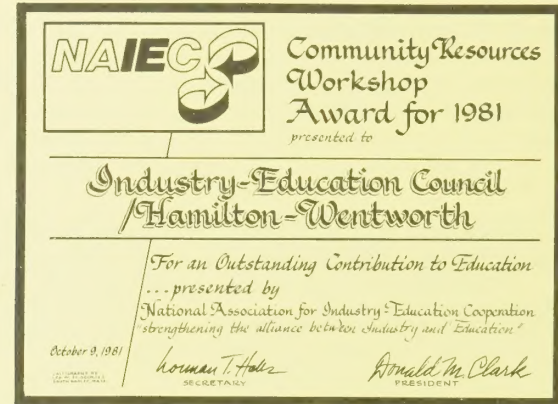 NAIEC
Community Resources
Workshop
Award for 1981
presented to
Industry-Education Council
/Hamilton-Wentworth
For an Outstanding Contribution to Education
...presented by
National Association for Industry-Education Cooperation
"strengthening the alliance between Industry and Education"
October 9, 1981
SECRETARY
Donald M. Clark
PRESIDENT